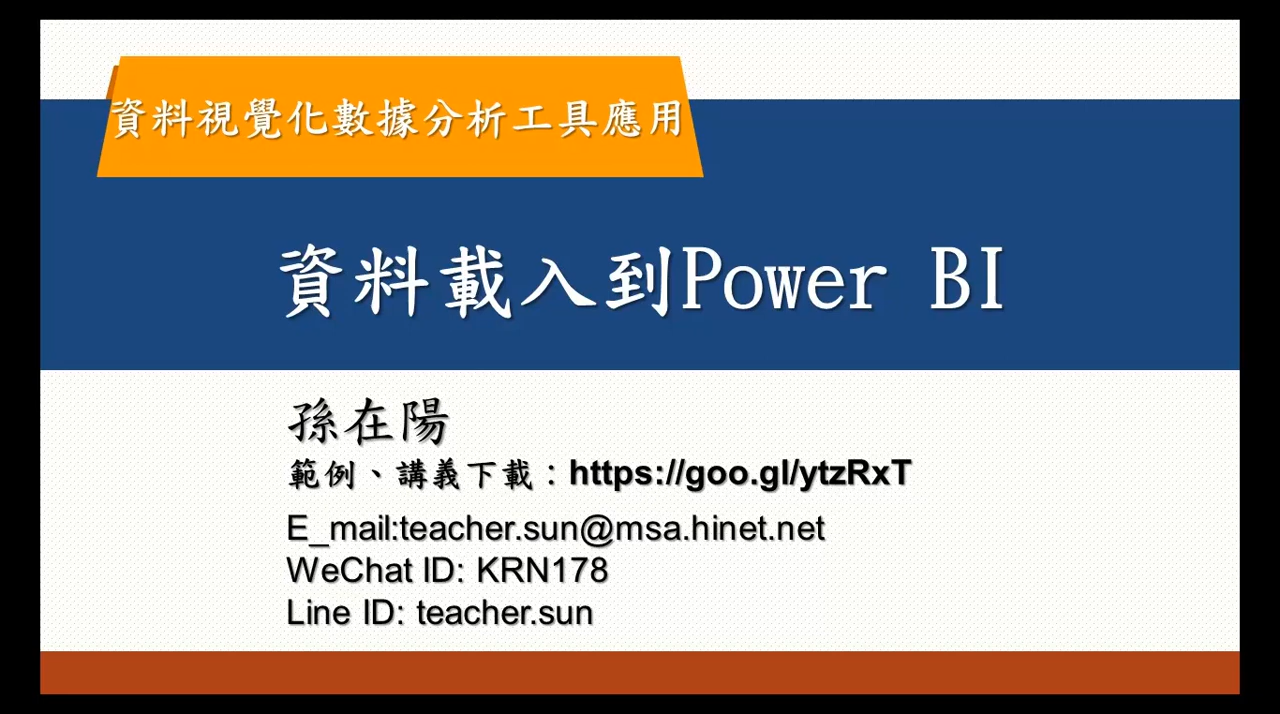 資料視覺化數據分析工具應用
資料載入到Power BI
孫在陽
範例、講義下載：https://goo.gl/ytzRxT
E_mail:teacher.sun@msa.hinet.net
WeChat ID: KRN178
Line ID: teacher.sun